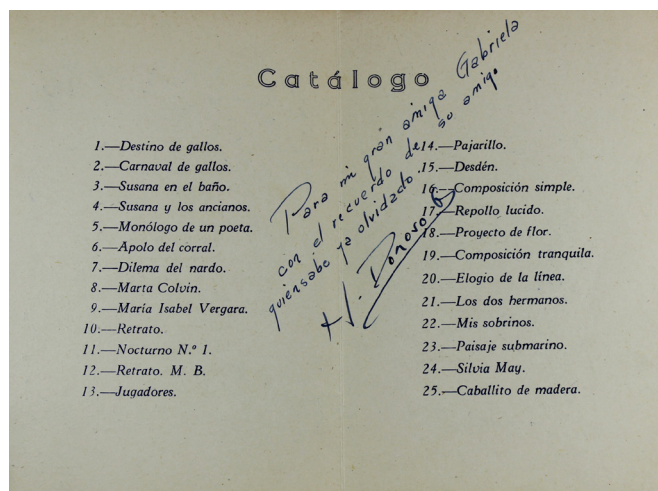 Catálogo
1.—Destino de gallos.
2.—Carnaval de gallos.
3.—Susana en el baño.
4.—Susana y los ancianos.
5.—Monólogo de un poeta.
6.—Apolo del corral.
7.—Dilema del nardo.
8.—Marta Colvin.
9.—María Isabel Vergara.
10.—Retrato.
11.—Nocturno N.º 1.
12.—Retrato. M. B.
13.—Jugadores.
14.—Pajarillo.
15.—Desdén.
16.—Composición simple.
17.—Repollo lucido.
18.—Proyecto de flor.
19.—Composición tranquila.
20.—Elogio de la línea.
21.—Los dos hermanos.
22.—Mis sobrinos.
23.—Paisaje submarino.
24.—Silvia May.
25.—Caballito de madera.
Para mi gran amiga Gabriela
con el recuerdo de su amigo
quiensabe ya olvidado.
H. Donoso